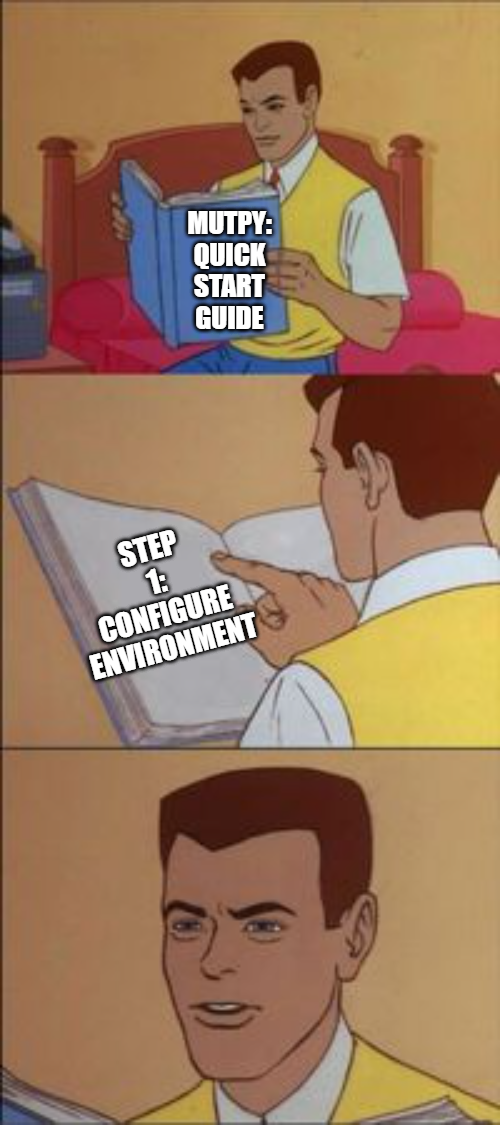 MUTPY:
QUICK
START
GUIDE
STEP
1:
CONFIGURE
ENVIRONMENT